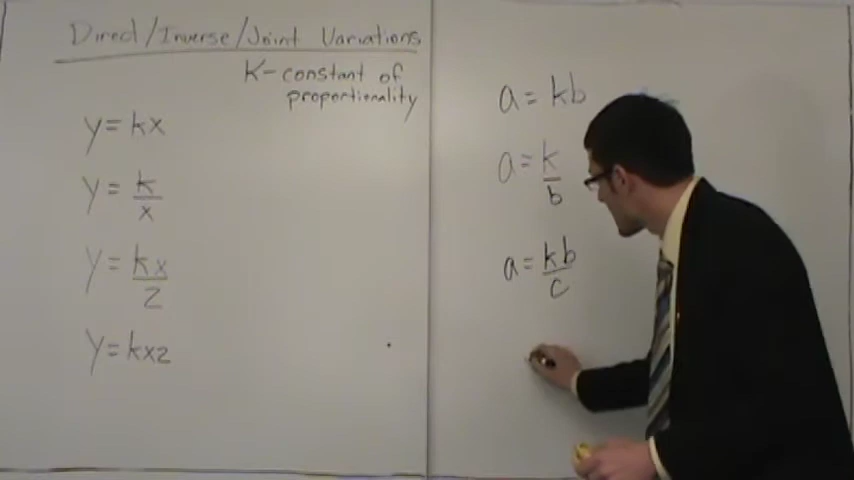 Direct/Inverse/Joint Variations
K-constant of
proportionality
y = kx
y = k/x
y = kx/z
y = kxz
a = kb
a = k/b
a = kb/c